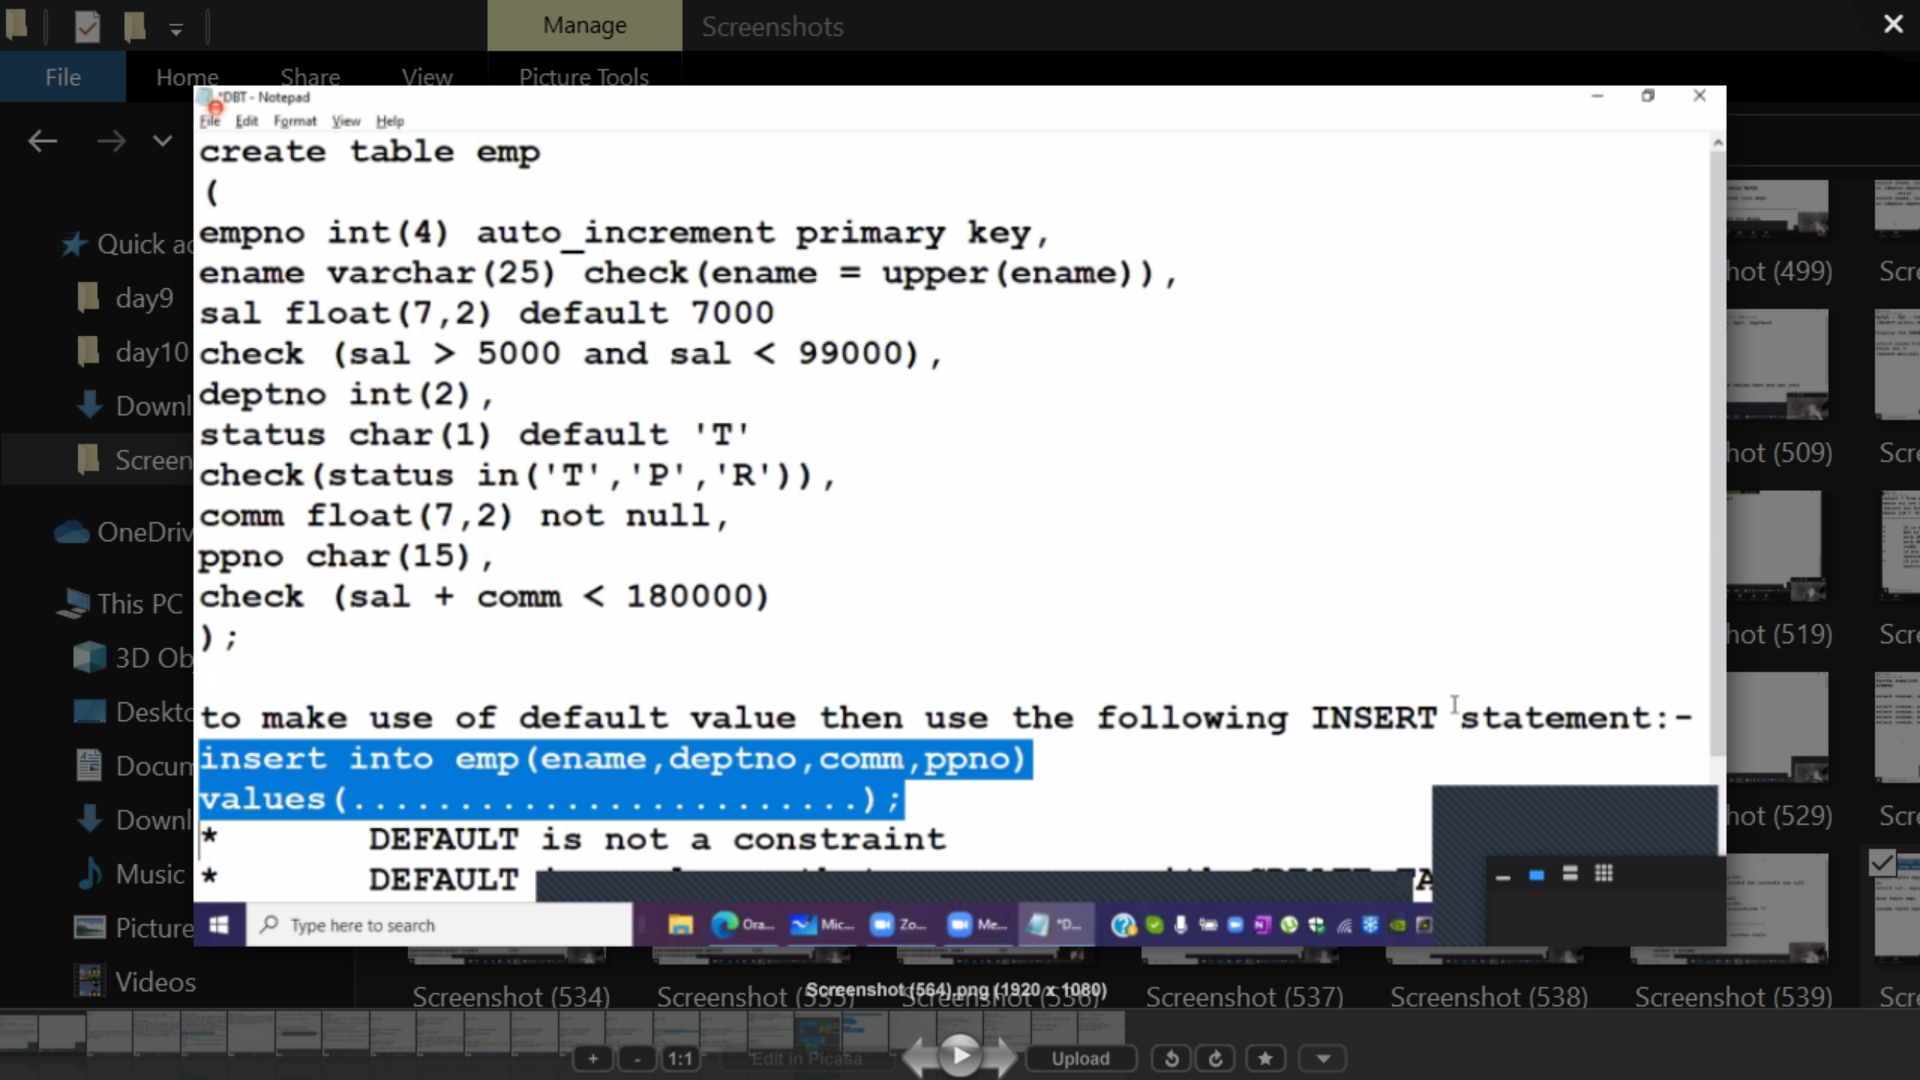 Manage
Screenshots
File
Home
Share
View
Picture Tools
*DBT - Notepad
File Edit Format View Help
create table emp
(
empno int(4) auto_increment primary key,
ename varchar(25) check(ename = upper(ename)),
sal float(7,2) default 7000
check (sal > 5000 and sal < 99000),
deptno int(2),
status char(1) default 'T'
check(status in('T','P','R')),
comm float(7,2) not null,
ppno char(15),
check (sal + comm < 180000)
);
to make use of default value then use the following INSERT statement:-
insert into emp(ename,deptno,comm,ppno)
values(........................);
* DEFAULT is not a constraint
* DEFAULT
Type here to search
Ora...
Mic...
Zo...
Me...
*D...
Quick ac
day9
day10
Downl
Screen
OneDriv
This PC
3D Ob
Deskto
Docum
Downl
Music
Picture
Videos
hot (499)
Scre
hot (509)
Scre
hot (519)
Scre
hot (529)
Scre
Screenshot (534)
Screenshot (537)
Screenshot (538)
Screenshot (539)
Scre
Screenshot (564).png (1920 x 1080)
+
-
1:1
Edit in Picasa
Upload